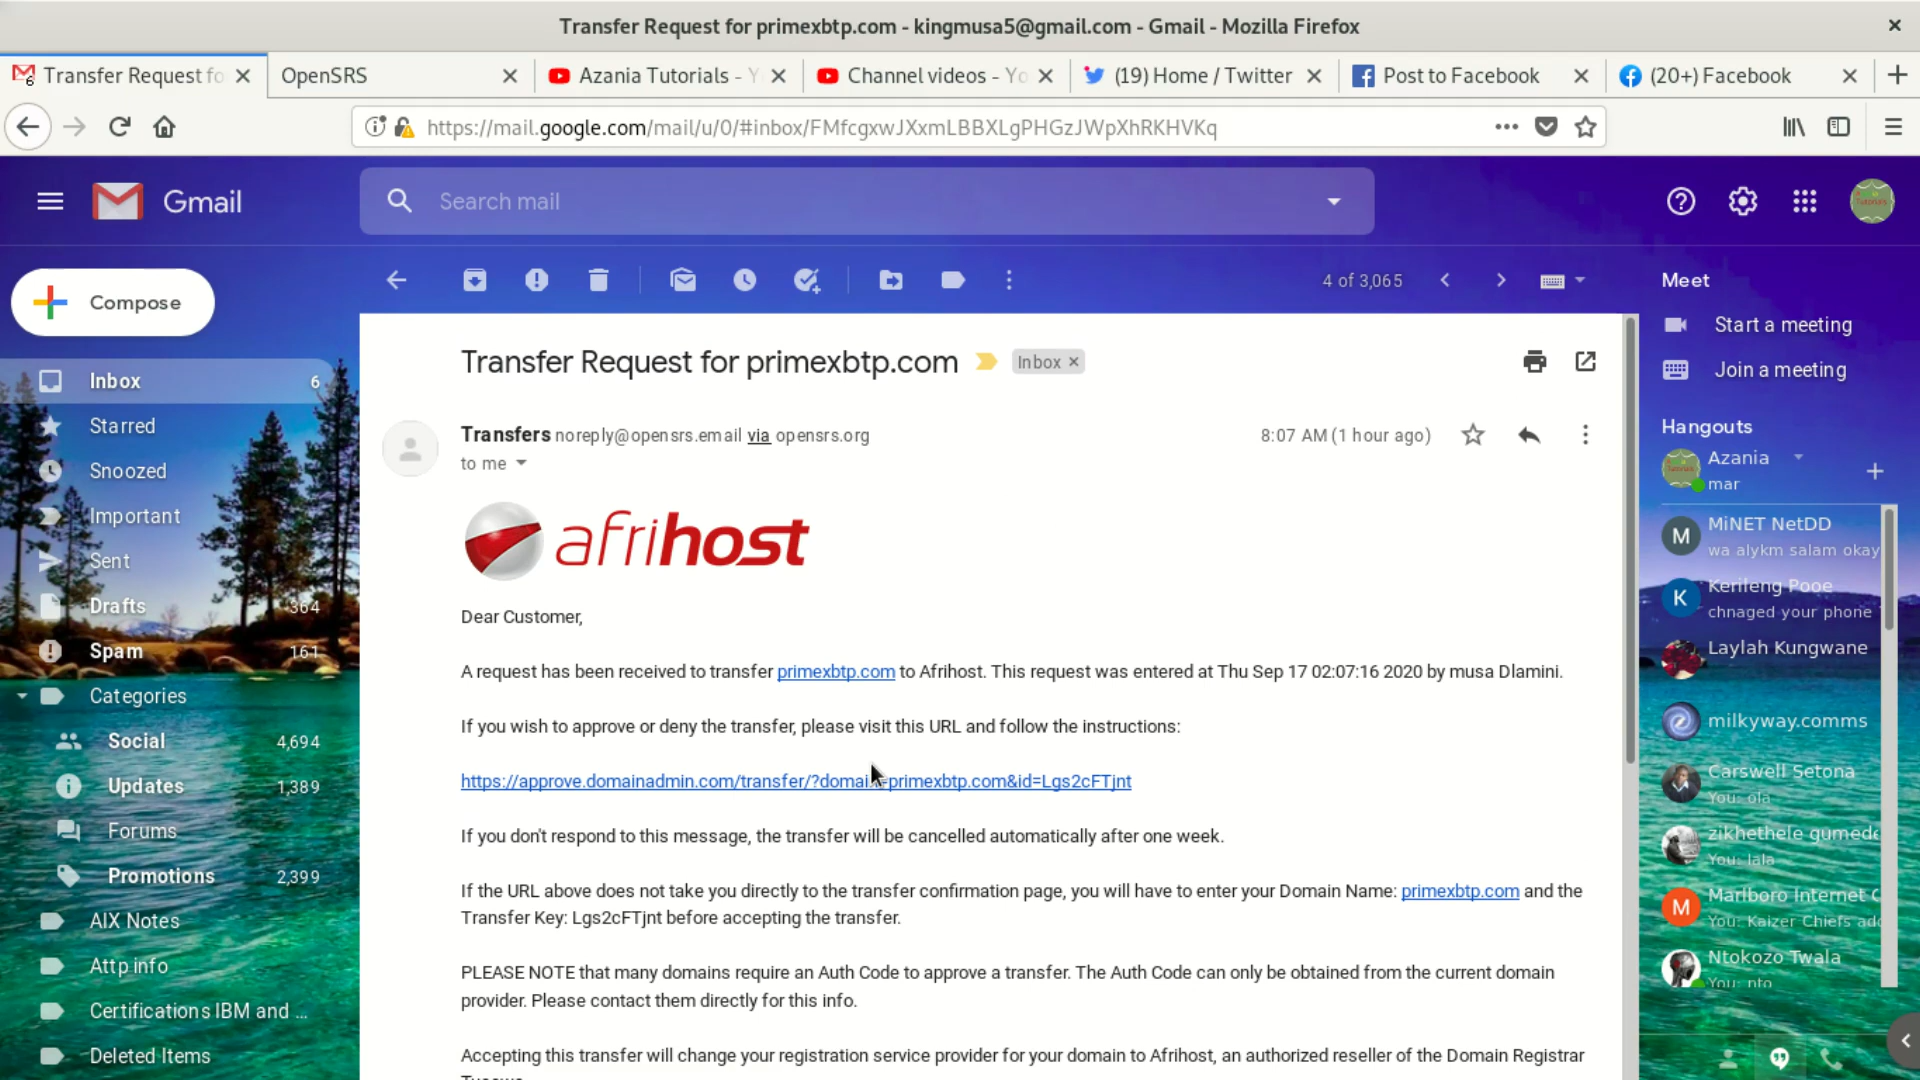 Transfer Request for primexbtp.com - kingmusa5@gmail.com - Gmail - Mozilla Firefox
Transfer Request fo
OpenSRS
Azania Tutorials - Y
Channel videos - Yo
(19) Home / Twitter
Post to Facebook
(20+) Facebook
https://mail.google.com/mail/u/0/#inbox/FMfcgxwJXxmLBBXLgPHGzJWpXhRKHVKq
Gmail
Search mail
Compose
4 of 3,065
Inbox 6
Starred
Snoozed
Important
Sent
Drafts 364
Spam 161
Categories
Social 4,694
Updates 1,389
Forums
Promotions 2,399
AIX Notes
Attp info
Certifications IBM and ...
Deleted Items
Transfer Request for primexbtp.com
Inbox
Transfers noreply@opensrs.email via opensrs.org
8:07 AM (1 hour ago)
to me
afrihost
Dear Customer,
A request has been received to transfer primexbtp.com to Afrihost. This request was entered at Thu Sep 17 02:07:16 2020 by musa Dlamini.
If you wish to approve or deny the transfer, please visit this URL and follow the instructions:
https://approve.domainadmin.com/transfer/?domain=primexbtp.com&id=Lgs2cFTjnt
If you don't respond to this message, the transfer will be cancelled automatically after one week.
If the URL above does not take you directly to the transfer confirmation page, you will have to enter your Domain Name: primexbtp.com and the
Transfer Key: Lgs2cFTjnt before accepting the transfer.
PLEASE NOTE that many domains require an Auth Code to approve a transfer. The Auth Code can only be obtained from the current domain
provider. Please contact them directly for this info.
Accepting this transfer will change your registration service provider for your domain to Afrihost, an authorized reseller of the Domain Registrar
Meet
Start a meeting
Join a meeting
Hangouts
Azania
mar
M
MiNET NetDD
wa alykm salam okay
K
Kerileng Pooe
chnaged your phone
Laylah Kungwane
milkyway.comms
Carswell Setona
You: ola
zikhethele gumede
You: lala
M
Marlboro Internet C
You: Kaizer Chiefs add
Ntokozo Twala
You: nto